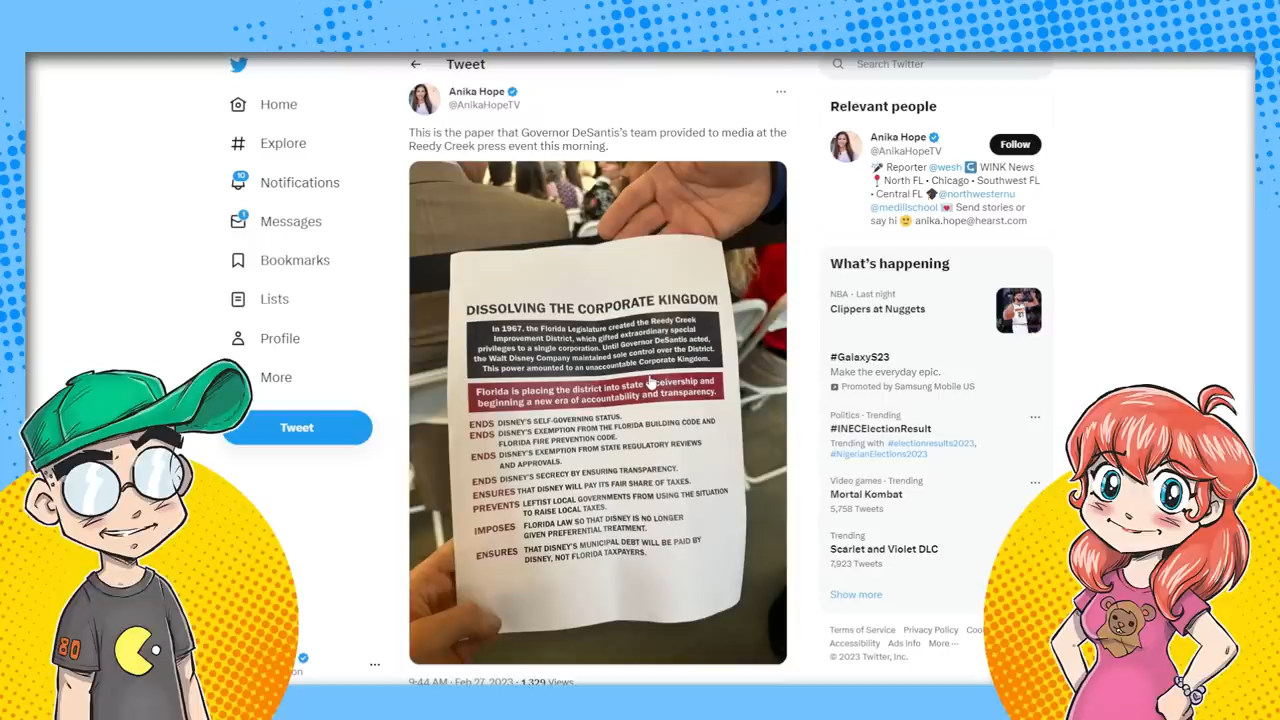 Tweet
Search Twitter
Home
Explore
10
Notifications
1
Messages
Bookmarks
Lists
Profile
More
Tweet
Anika Hope
@AnikaHopeTV
This is the paper that Governor DeSantis's team provided to media at the
Reedy Creek press event this morning.
DISSOLVING THE CORPORATE KINGDOM
In 1967, the Florida Legislature created the Reedy Creek
Improvement District, which gifted extraordinary special
privileges to a single corporation. Until Governor DeSantis acted,
the Walt Disney Company maintained sole control over the District.
This power amounted to an unaccountable Corporate Kingdom.
Florida is placing the district into state receivership and
beginning a new era of accountability and transparency.
ENDS DISNEY'S SELF-GOVERNING STATUS.
ENDS DISNEY'S EXEMPTION FROM THE FLORIDA BUILDING CODE AND
FLORIDA FIRE PREVENTION CODE.
ENDS DISNEY'S EXEMPTION FROM STATE REGULATORY REVIEWS
AND APPROVALS.
ENDS DISNEY'S SECRECY BY ENSURING TRANSPARENCY.
ENSURES THAT DISNEY WILL PAY ITS FAIR SHARE OF TAXES.
PREVENTS LEFTIST LOCAL GOVERNMENTS FROM USING THE SITUATION
TO RAISE LOCAL TAXES.
IMPOSES FLORIDA LAW SO THAT DISNEY IS NO LONGER
GIVEN PREFERENTIAL TREATMENT.
ENSURES THAT DISNEY'S MUNICIPAL DEBT WILL BE PAID BY
DISNEY, NOT FLORIDA TAXPAYERS.
9:44 AM · Feb 27, 2023 · 1,329 Views
Relevant people
Anika Hope
@AnikaHopeTV
Follow
Reporter @wesh WINK News
North FL • Chicago • Southwest FL
• Central FL @northwesternu
@medillschool Send stories or
say hi anika.hope@hearst.com
What's happening
NBA · Last night
Clippers at Nuggets
#GalaxyS23
Make the everyday epic.
Promoted by Samsung Mobile US
Politics · Trending
#INECElectionResult
Trending with #electionresults2023,
#NigerianElections2023
Video games · Trending
Mortal Kombat
5,758 Tweets
Trending
Scarlet and Violet DLC
7,923 Tweets
Show more
Terms of Service Privacy Policy
Accessibility Ads info More ···
© 2023 Twitter, Inc.
80